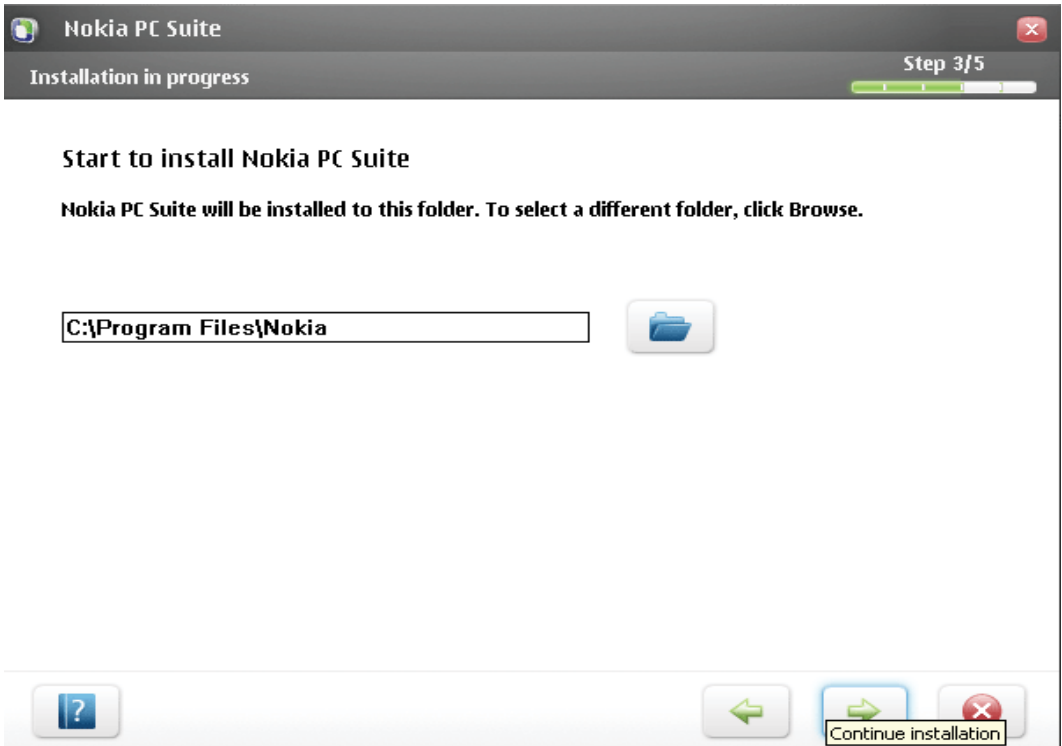 Nokia PC Suite
Installation in progress
Step 3/5
Start to install Nokia PC Suite
Nokia PC Suite will be installed to this folder. To select a different folder, click Browse.
C:\Program Files\Nokia
?
Continue installation